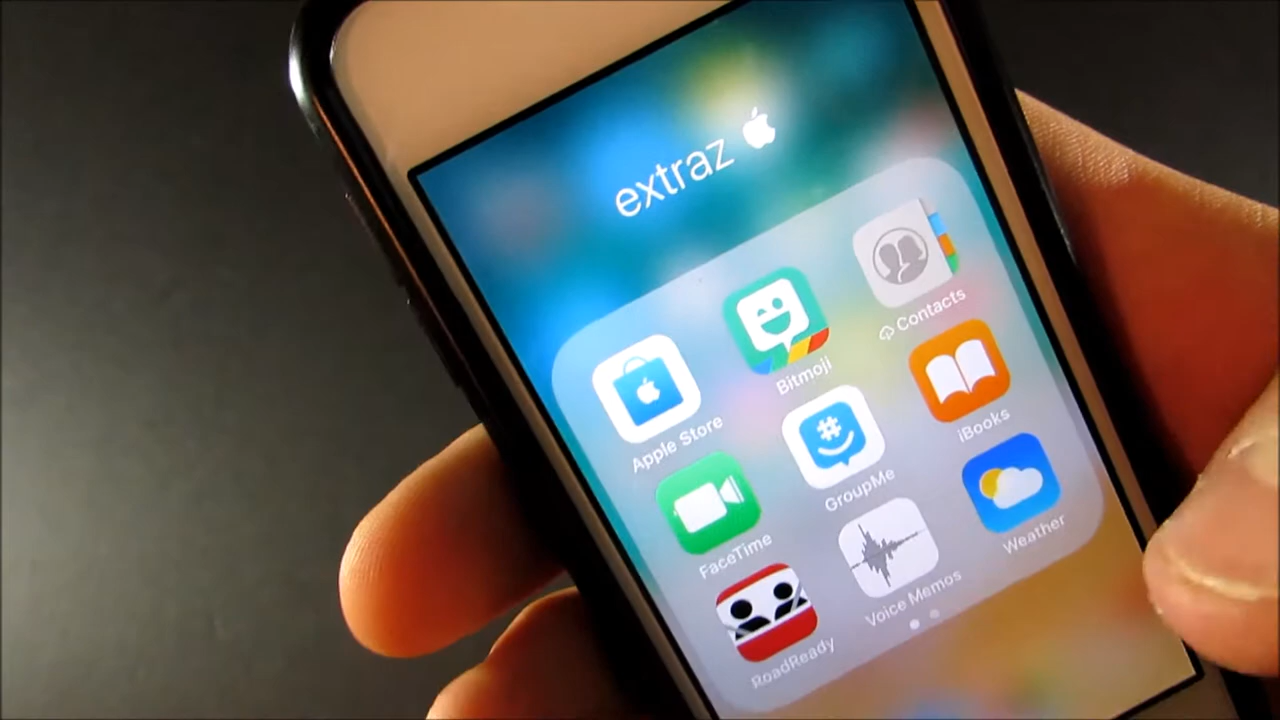 extraz
Apple Store
Bitmoji
Contacts
FaceTime
GroupMe
iBooks
RoadReady
Voice Memos
Weather